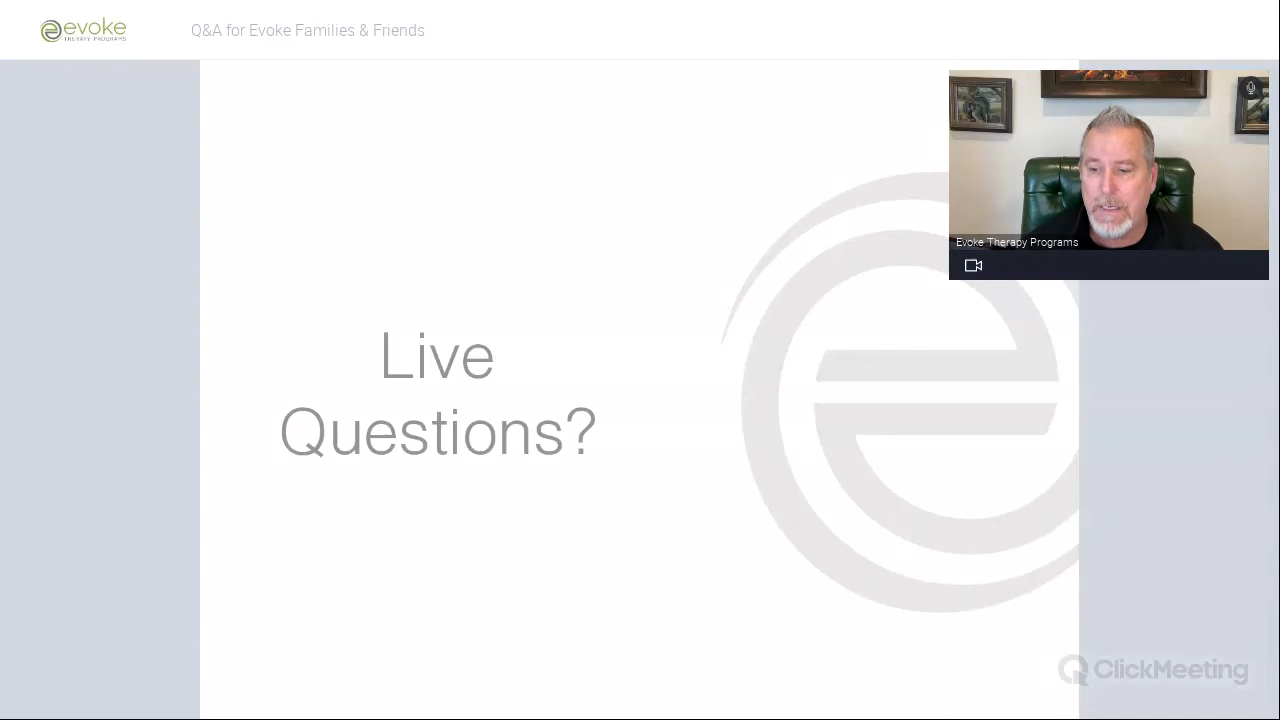 evoke
THERAPY PROGRAMS
Q&A for Evoke Families & Friends
Evoke Therapy Programs
Live
Questions?
ClickMeeting